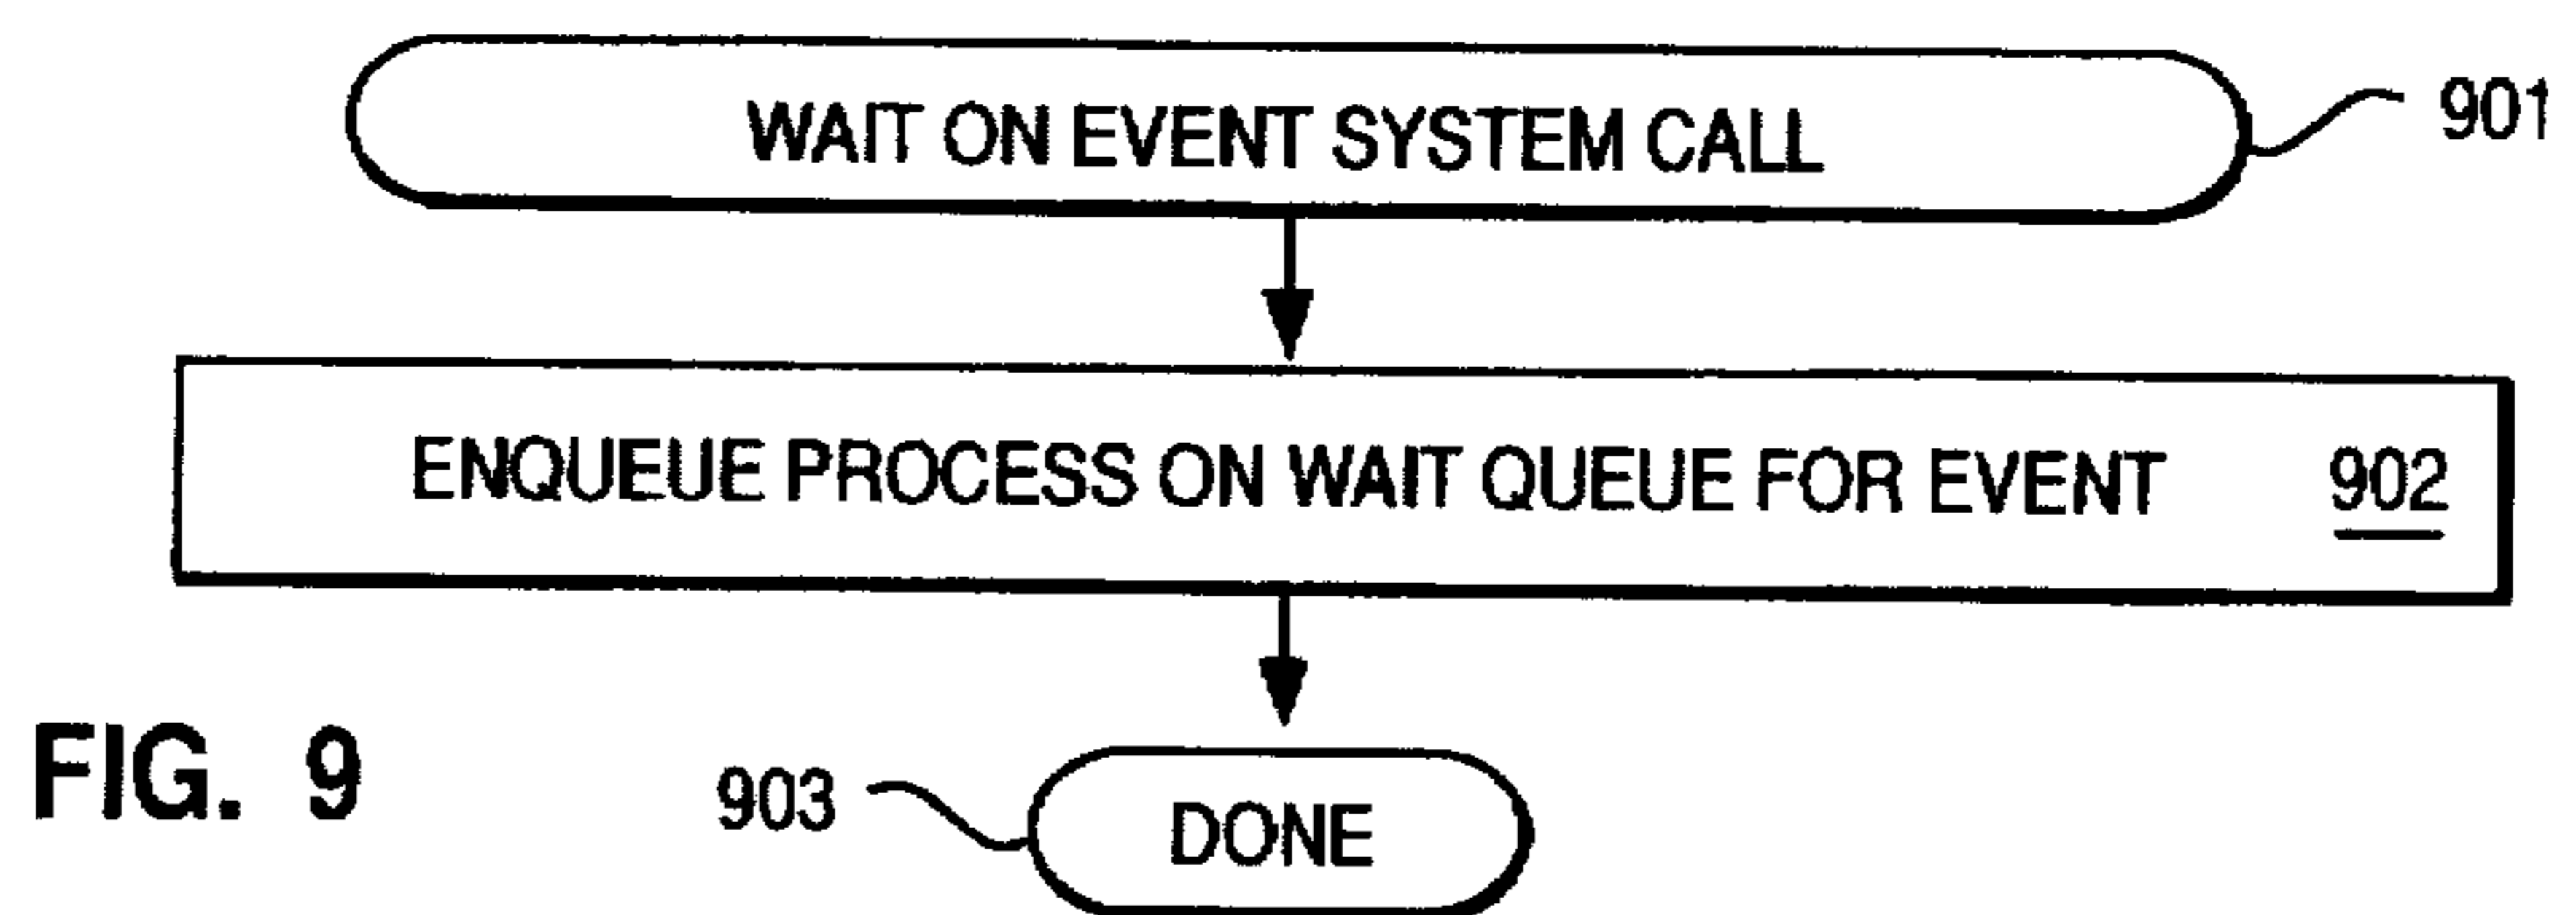 WAIT ON EVENT SYSTEM CALL
901
ENQUEUE PROCESS ON WAIT QUEUE FOR EVENT 902
903
DONE
FIG. 9